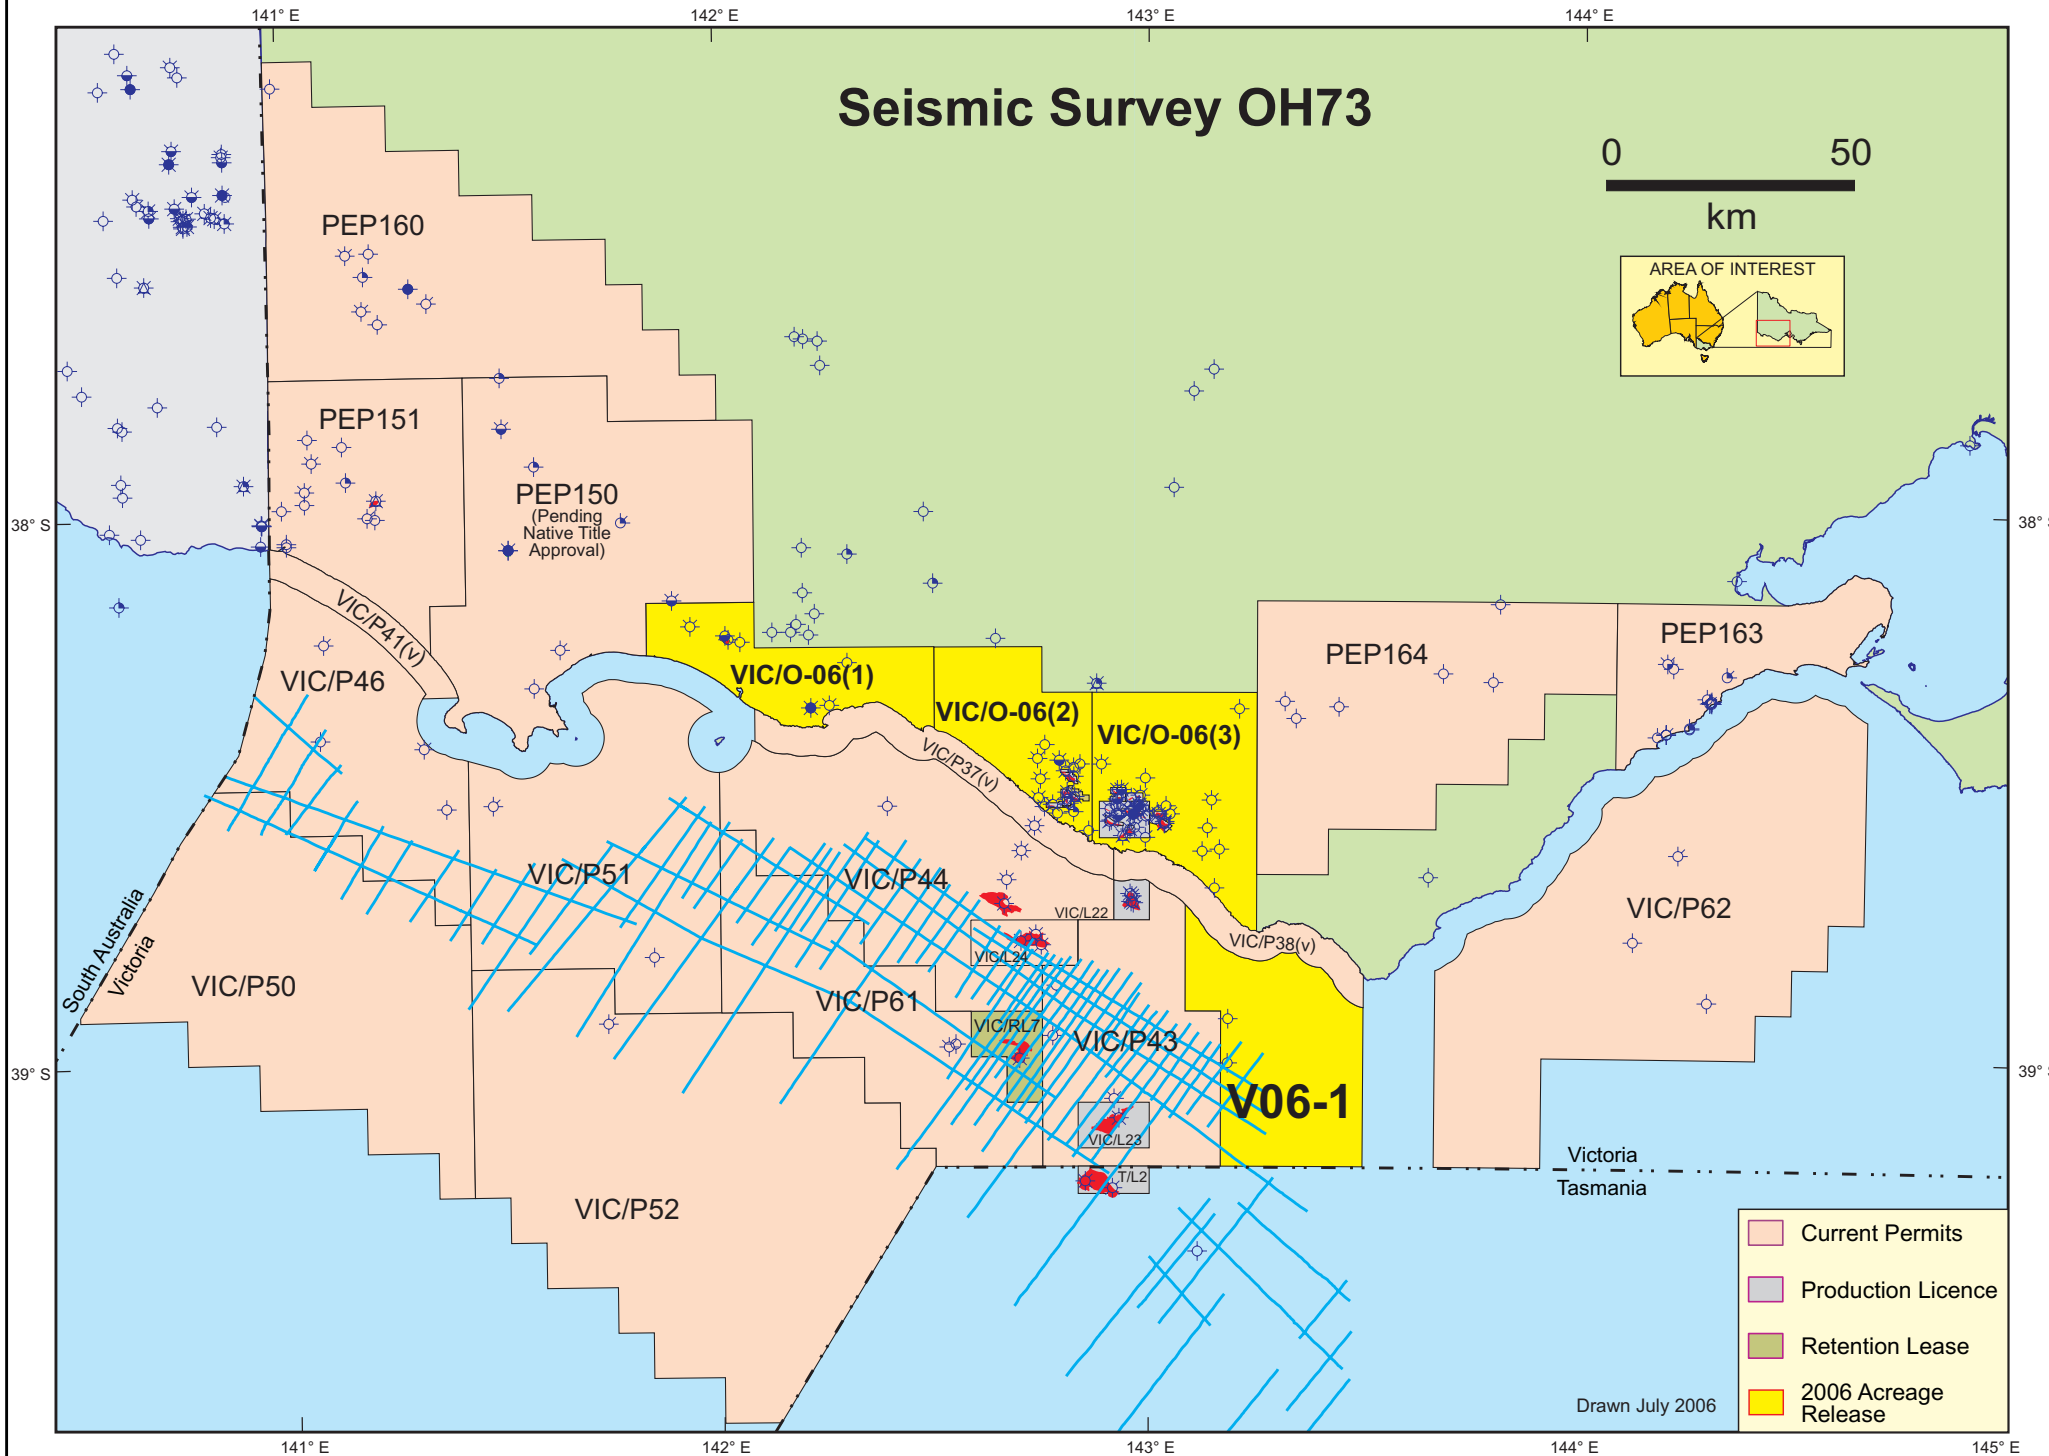 141° E
142° E
143° E
144° E
Seismic Survey OH73
0 50
km
AREA OF INTEREST
PEP160
PEP151
PEP150
(Pending
Native Title
Approval)
38° S
38° S
VIC/P41(v)
VIC/P46
VIC/O-06(1)
VIC/O-06(2)
VIC/O-06(3)
VIC/P37(v)
PEP164
PEP163
VIC/P51
VIC/P44
VIC/L22
VIC/P62
VIC/P38(v)
VIC/L24
South Australia
Victoria
VIC/P50
VIC/P61
VIC/RL7
VIC/P43
39° S
39° S
V06-1
VIC/L23
T/L2
Victoria
Tasmania
VIC/P52
Current Permits
Production Licence
Retention Lease
2006 Acreage
Release
Drawn July 2006
141° E
142° E
143° E
144° E
145° E